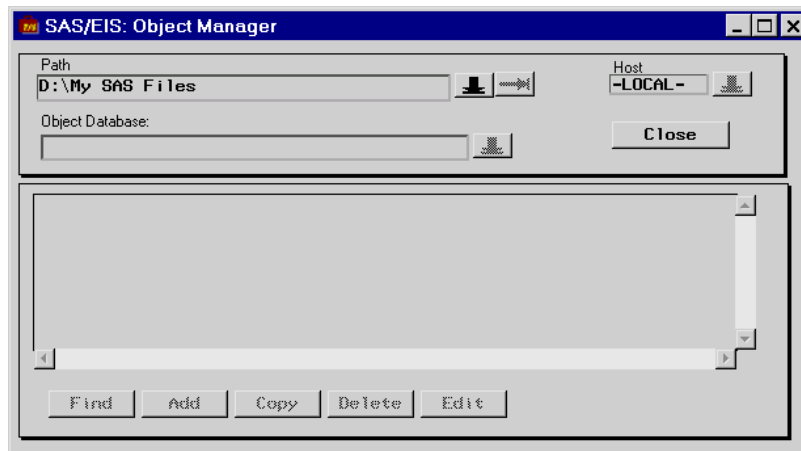 SAS/EIS: Object Manager
Path
Host
D:\My SAS Files
-LOCAL-
Object Database:
Close
Find Add Copy Delete Edit